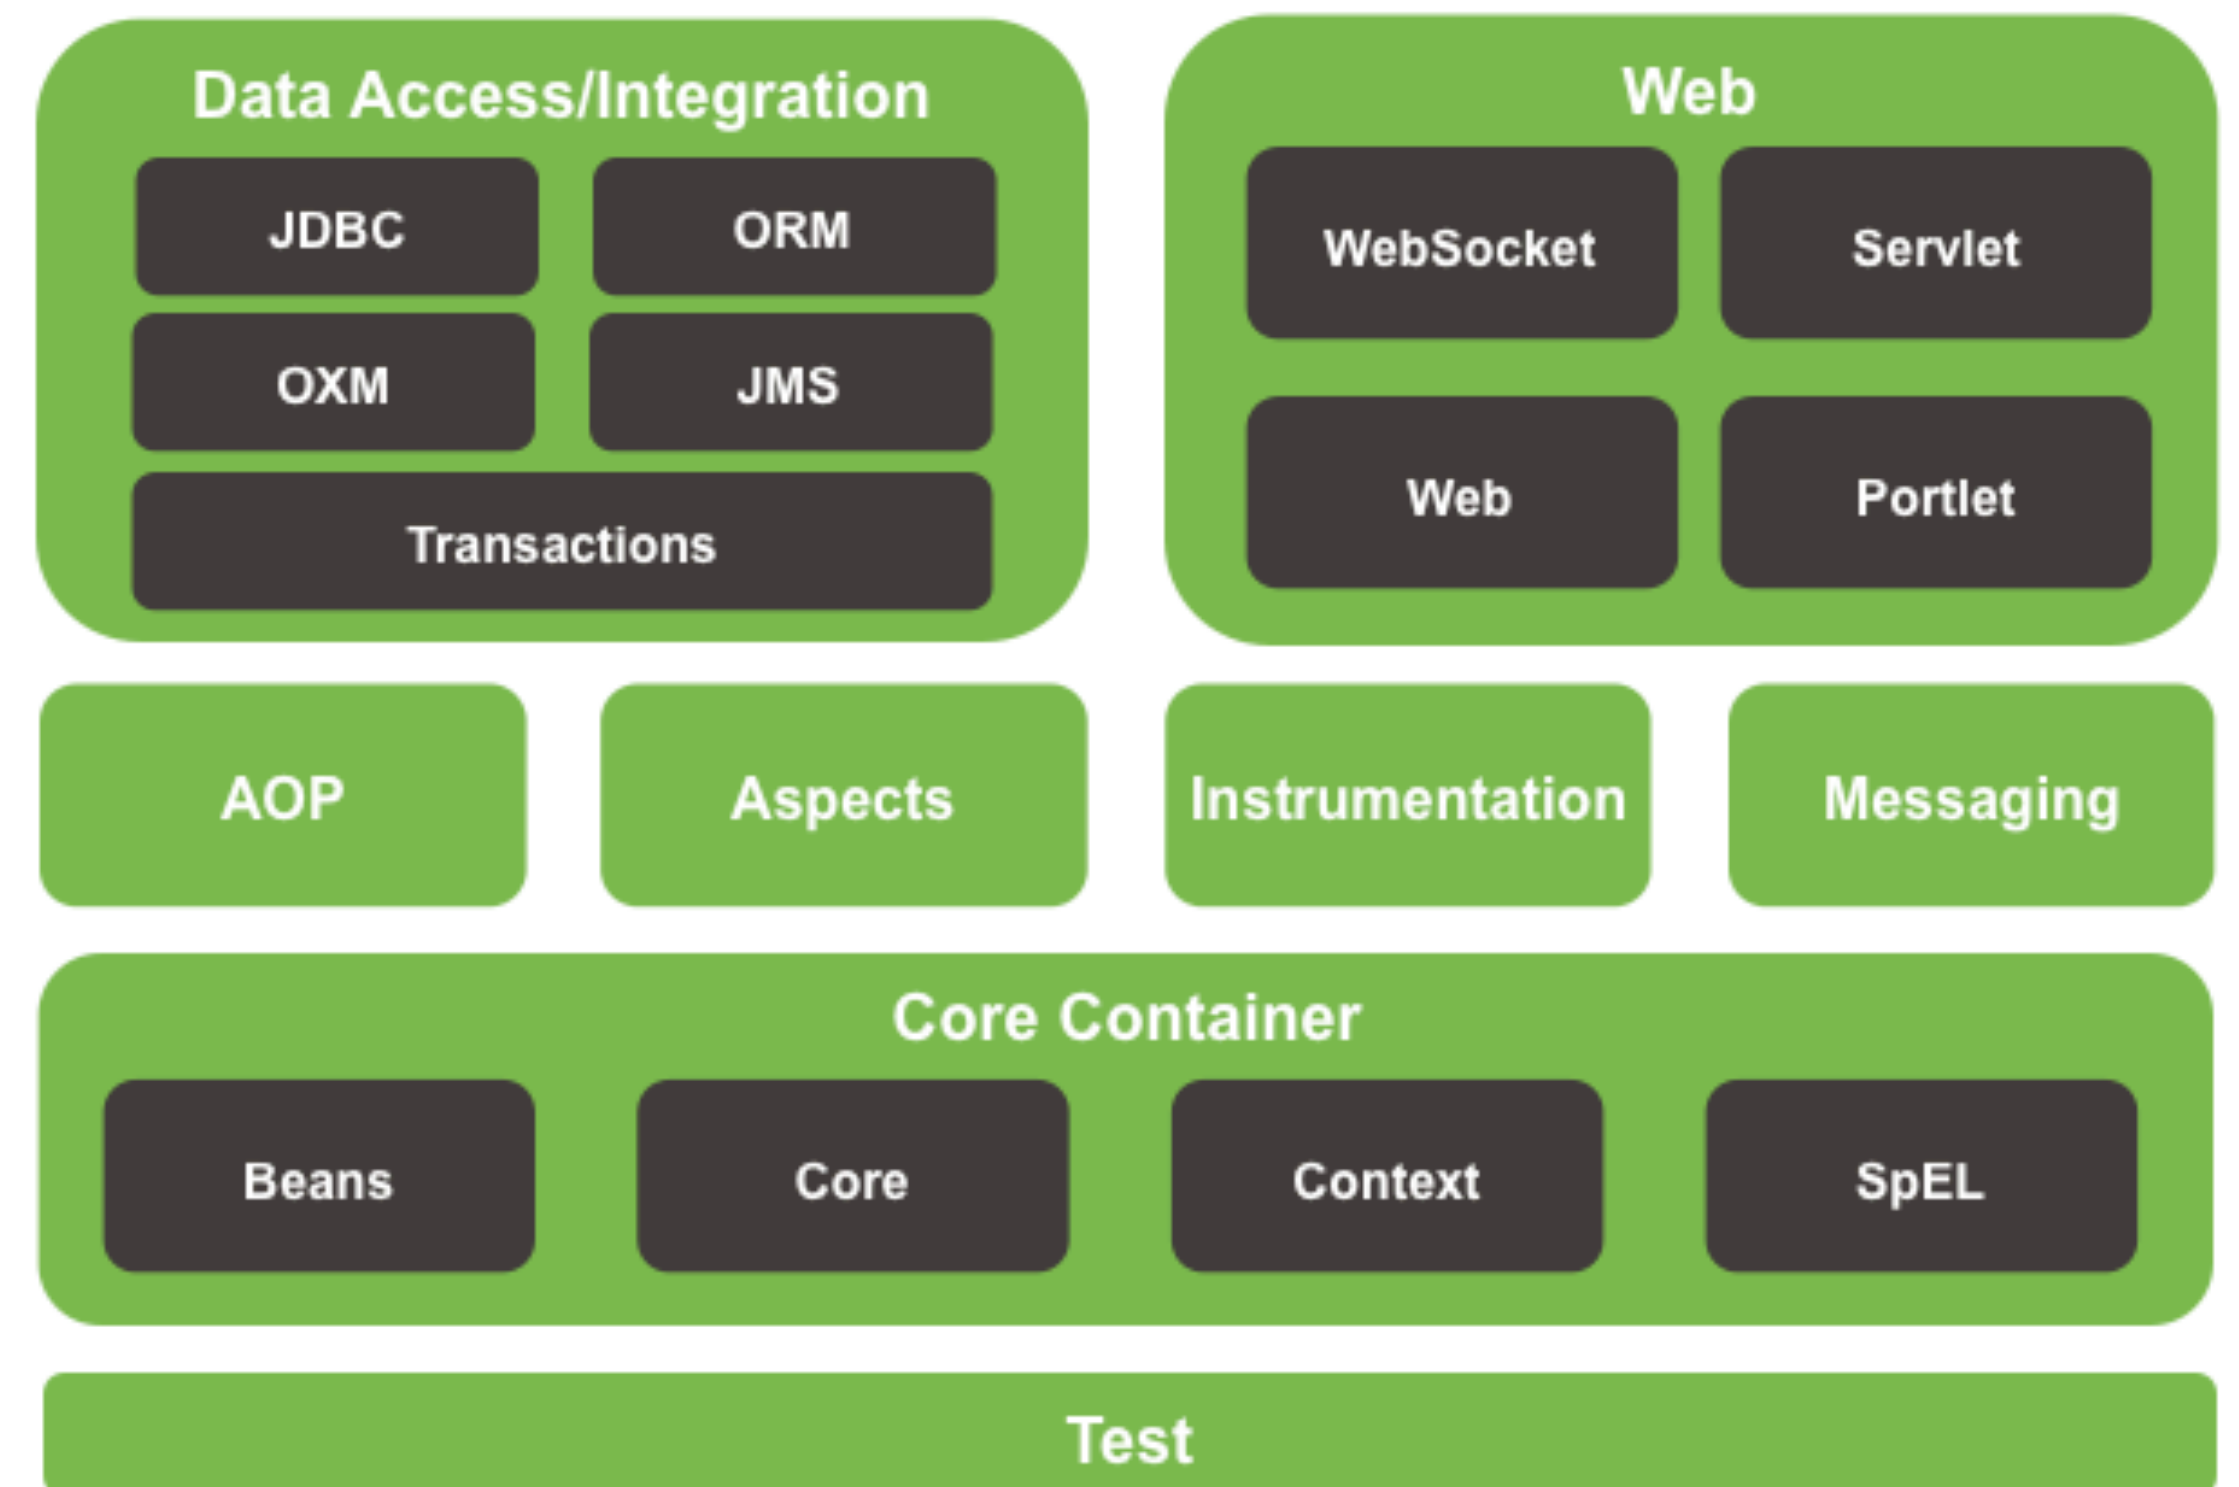 Data Access/Integration
JDBC
ORM
OXM
JMS
Transactions
Web
WebSocket
Servlet
Web
Portlet
AOP
Aspects
Instrumentation
Messaging
Core Container
Beans
Core
Context
SpEL
Test